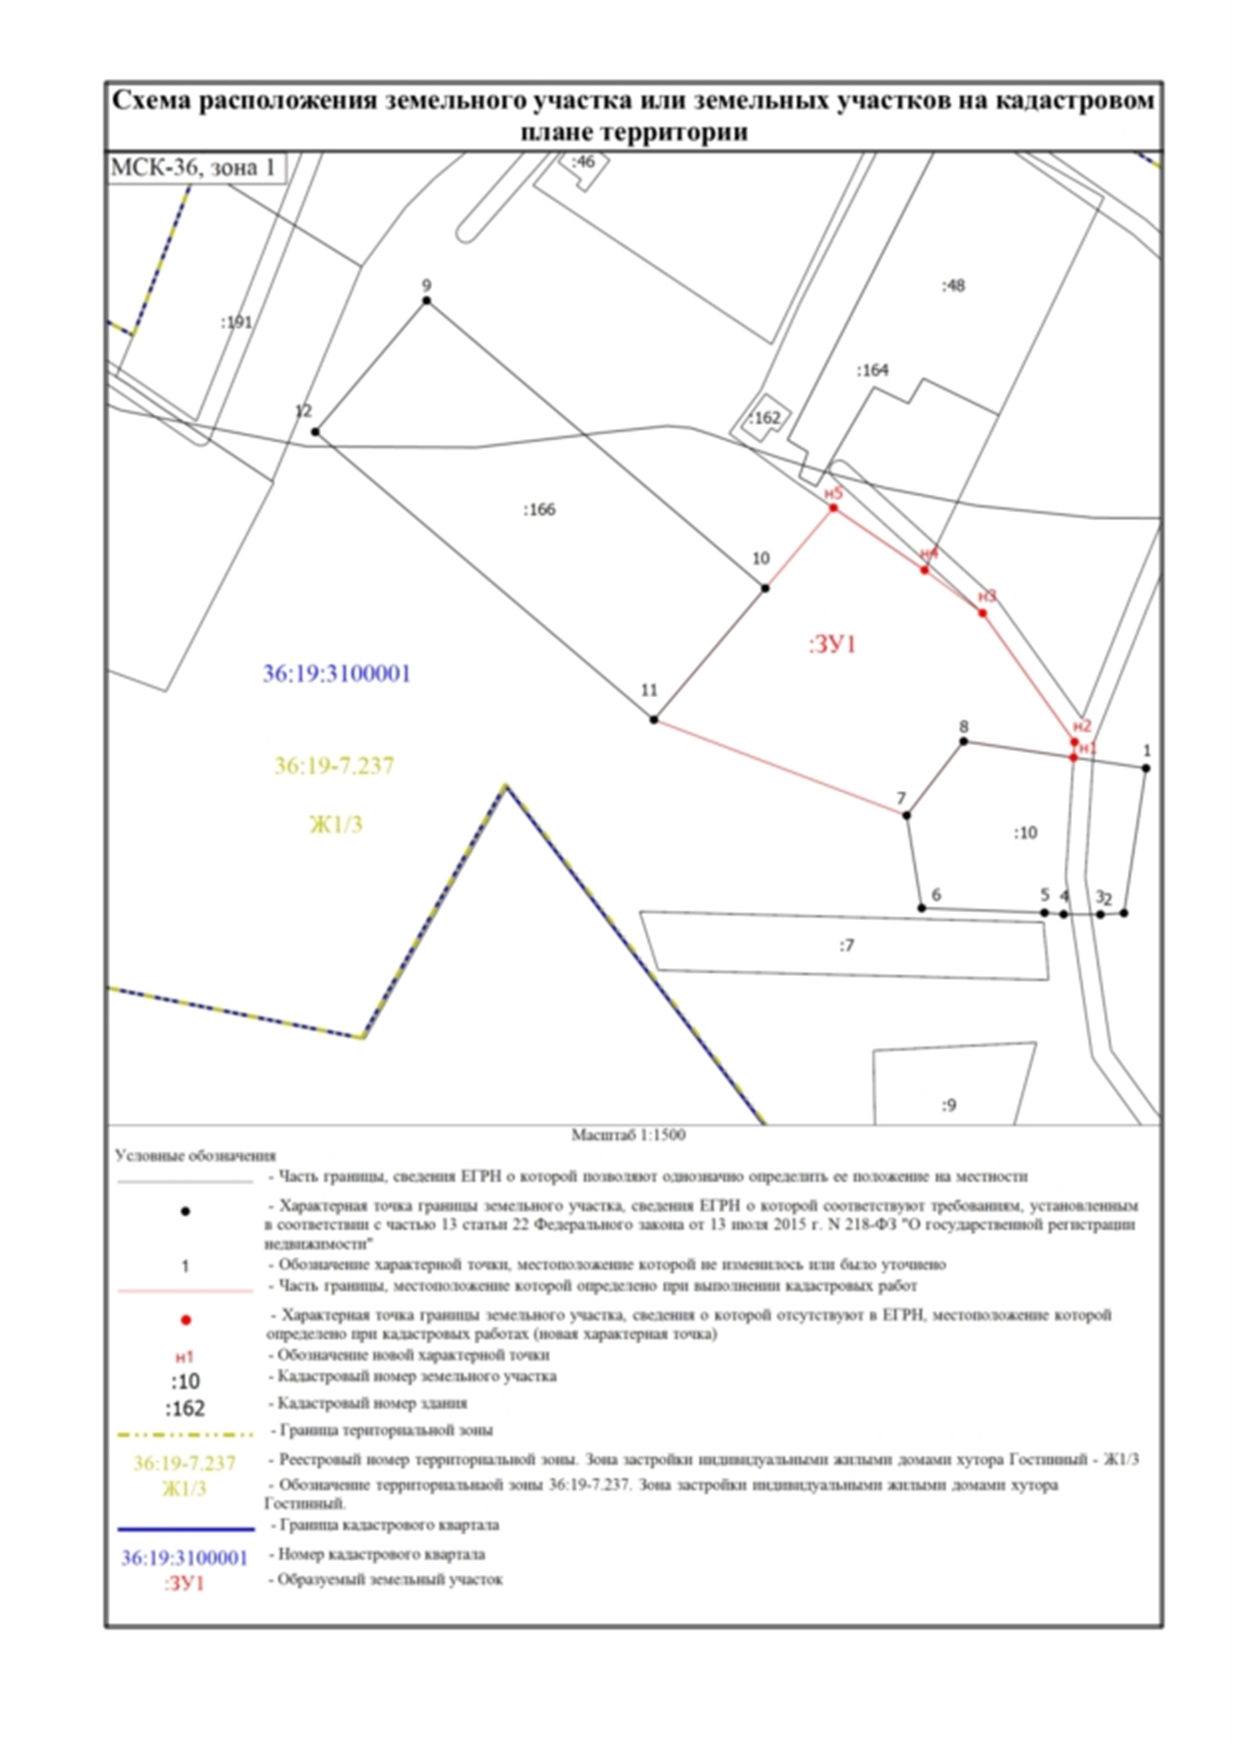 Схема расположения земельного участка или земельных участков на кадастровом
плане территории
МСК-36, зона 1
:46
:48
9
:191
:164
12
:162
н5
:166
10
н4
н3
:ЗУ1
36:19:3100001
11
н2
8
н1
1
36:19-7.237
7
Ж1/3
:10
6
5
4
3
2
:7
:9
Масштаб 1:1500
Условные обозначения
- Часть границы, сведения ЕГРН о которой позволяют однозначно определить ее положение на местности
- Характерная точка границы земельного участка, сведения ЕГРН о которой соответствуют требованиям, установленным
в соответствии с частью 13 статьи 22 Федерального закона от 13 июля 2015 г. N 218-ФЗ "О государственной регистрации
недвижимости"
1 - Обозначение характерной точки, местоположение которой не изменилось или было уточнено
- Часть границы, местоположение которой определено при выполнении кадастровых работ
- Характерная точка границы земельного участка, сведения о которой отсутствуют в ЕГРН, местоположение которой
определено при кадастровых работах (новая характерная точка)
н1 - Обозначение новой характерной точки
:10 - Кадастровый номер земельного участка
:162 - Кадастровый номер здания
- Граница териториальной зоны
36:19-7.237 - Реестровый номер территориальной зоны. Зона застройки индивидуальными жилыми домами хутора Гостинный - Ж1/3
Ж1/3 - Обозначение территориальнаой зоны 36:19-7.237. Зона застройки индивидуальными жилыми домами хутора
Гостинный.
- Граница кадастрового квартала
36:19:3100001 - Номер кадастрового квартала
:ЗУ1 - Образуемый земельный участок